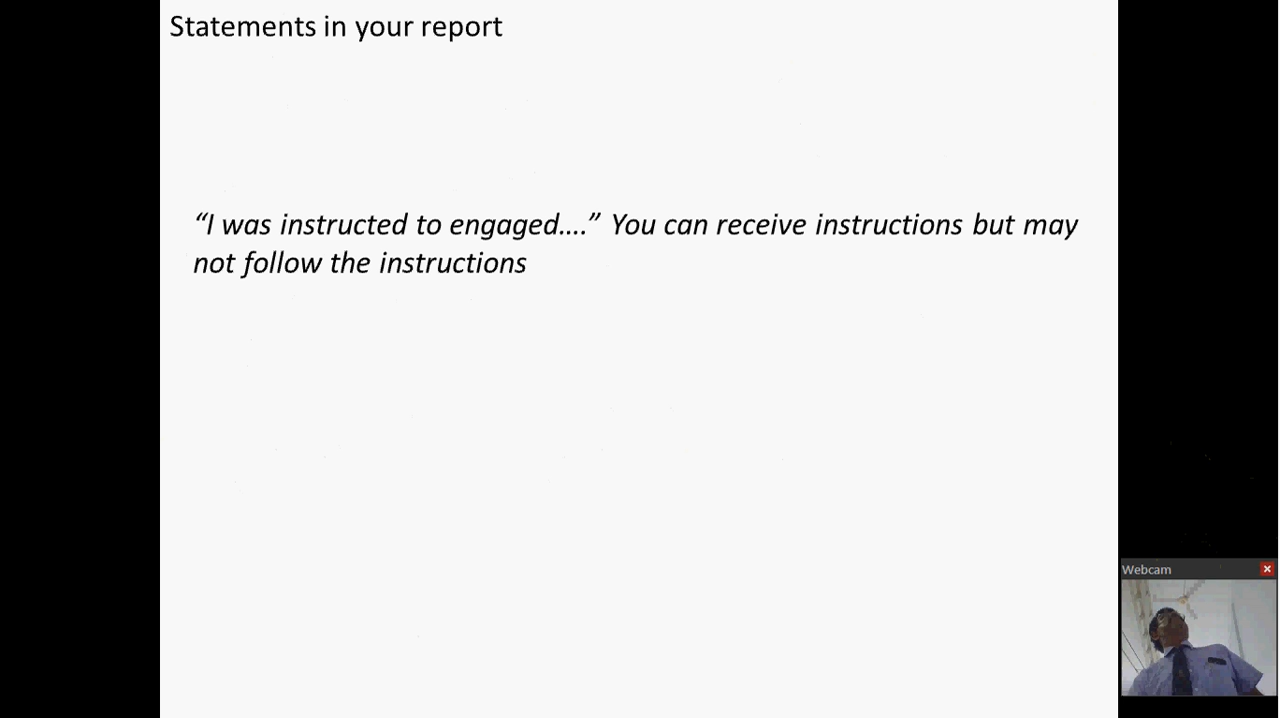 Statements in your report
“I was instructed to engaged....” You can receive instructions but may
not follow the instructions
Webcam